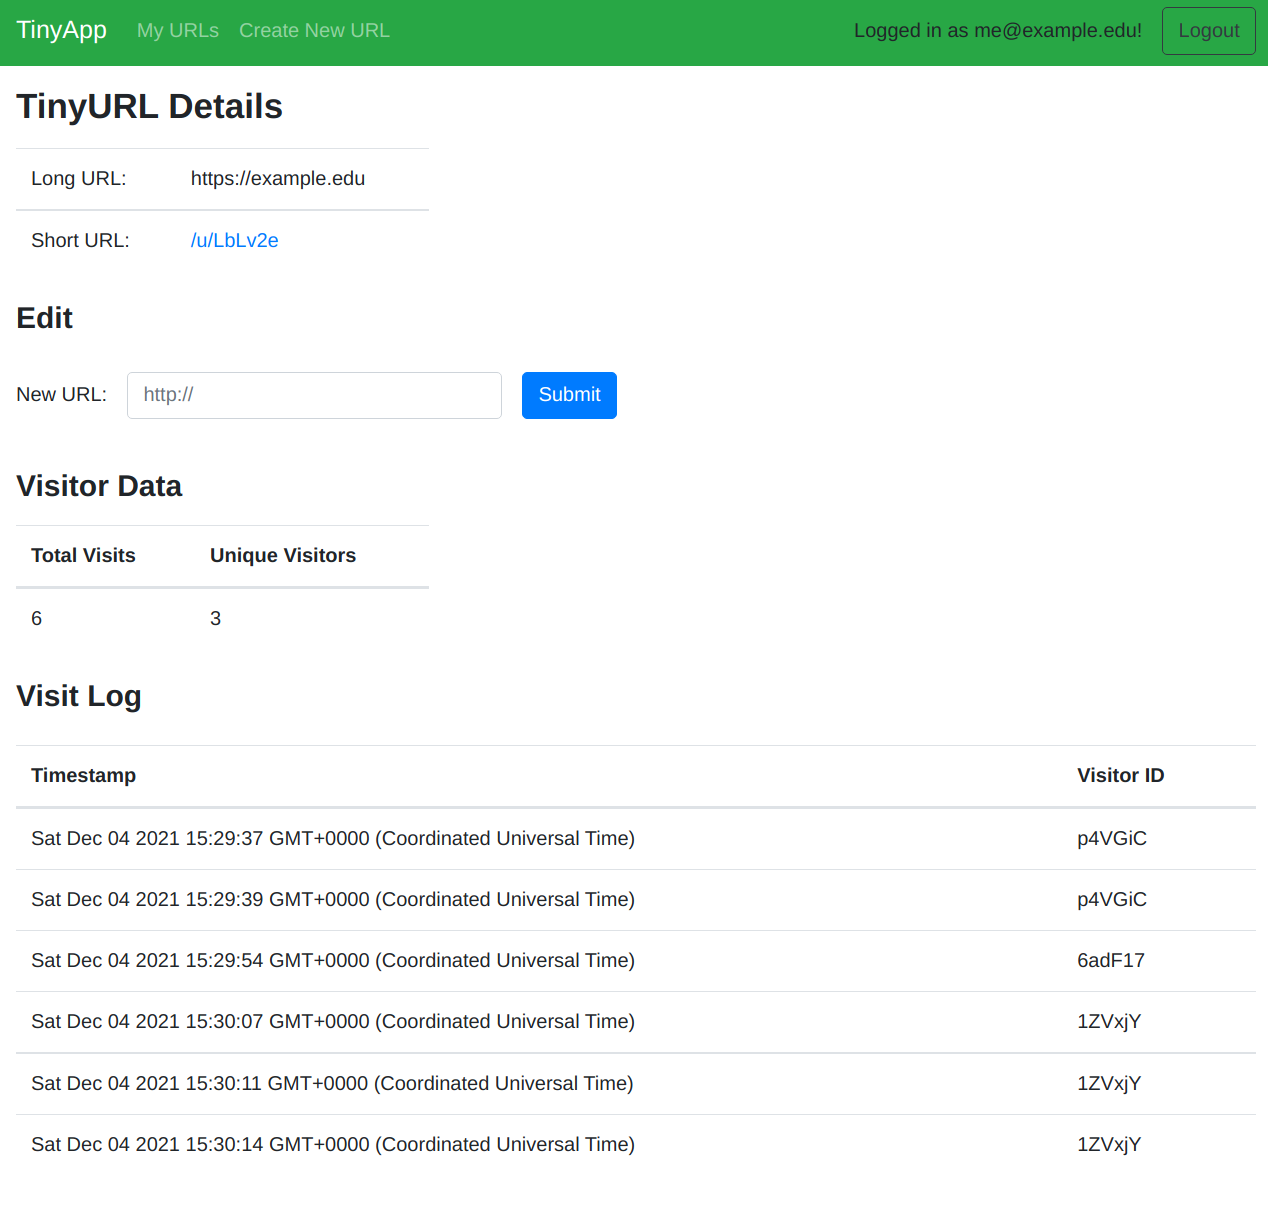 TinyApp My URLs Create New URL Logged in as me@example.edu! Logout
TinyURL Details
Long URL: https://example.edu
Short URL: /u/LbLv2e
Edit
New URL: http:// Submit
Visitor Data
Total Visits Unique Visitors
6 3
Visit Log
Timestamp Visitor ID
Sat Dec 04 2021 15:29:37 GMT+0000 (Coordinated Universal Time) p4VGiC
Sat Dec 04 2021 15:29:39 GMT+0000 (Coordinated Universal Time) p4VGiC
Sat Dec 04 2021 15:29:54 GMT+0000 (Coordinated Universal Time) 6adF17
Sat Dec 04 2021 15:30:07 GMT+0000 (Coordinated Universal Time) 1ZVxjY
Sat Dec 04 2021 15:30:11 GMT+0000 (Coordinated Universal Time) 1ZVxjY
Sat Dec 04 2021 15:30:14 GMT+0000 (Coordinated Universal Time) 1ZVxjY